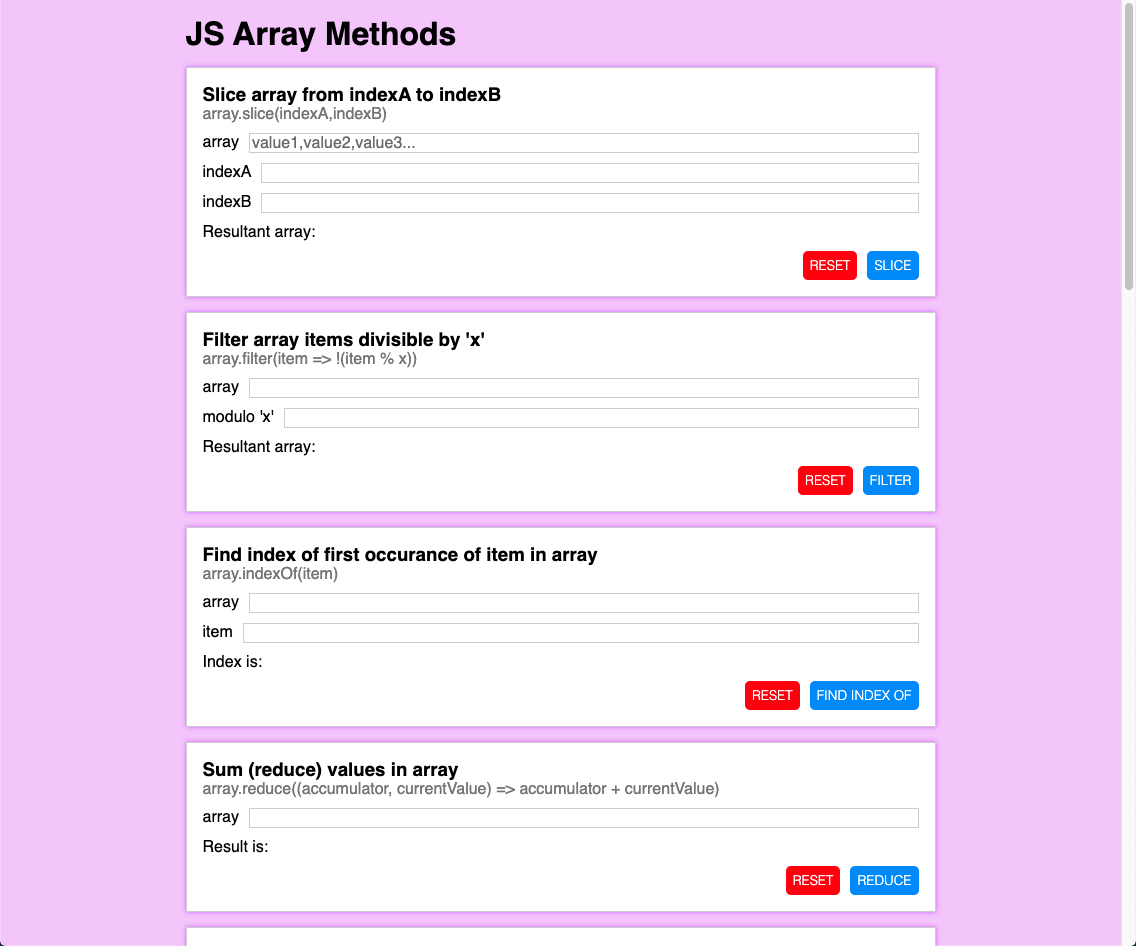 JS Array Methods
Slice array from indexA to indexB
array.slice(indexA,indexB)
array value1,value2,value3...
indexA
indexB
Resultant array:
RESET SLICE
Filter array items divisible by 'x'
array.filter(item => !(item % x))
array
modulo 'x'
Resultant array:
RESET FILTER
Find index of first occurance of item in array
array.indexOf(item)
array
item
Index is:
RESET FIND INDEX OF
Sum (reduce) values in array
array.reduce((accumulator, currentValue) => accumulator + currentValue)
array
Result is:
RESET REDUCE